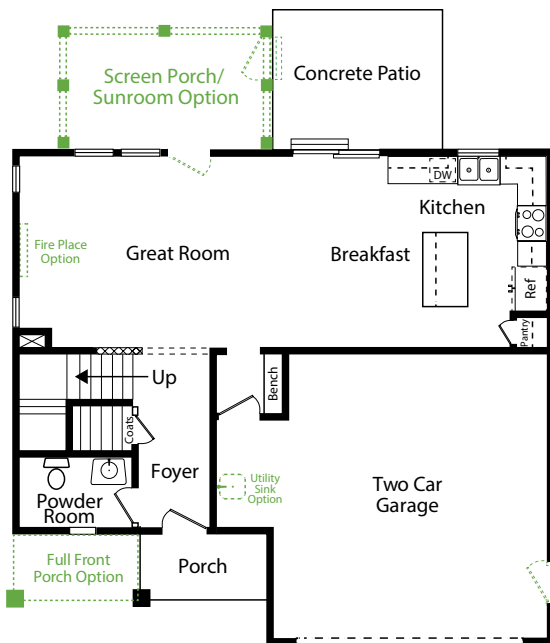 Screen Porch/
Sunroom Option
Concrete Patio
DW
Kitchen
Fire Place
Option
Great Room
Breakfast
Ref
Pantry
Up
Bench
Coats
Foyer
Utility
Sink
Option
Two Car
Garage
Powder
Room
Full Front
Porch Option
Porch